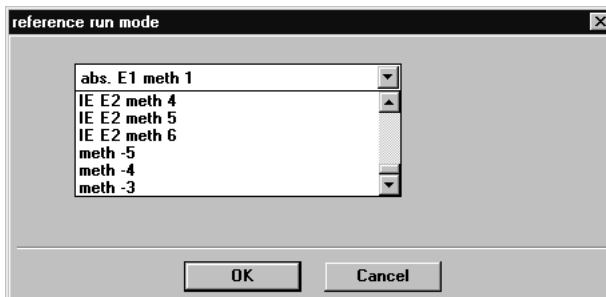 reference run mode
abs. E1 meth 1
IE E2 meth 4
IE E2 meth 5
IE E2 meth 6
meth -5
meth -4
meth -3
OK
Cancel